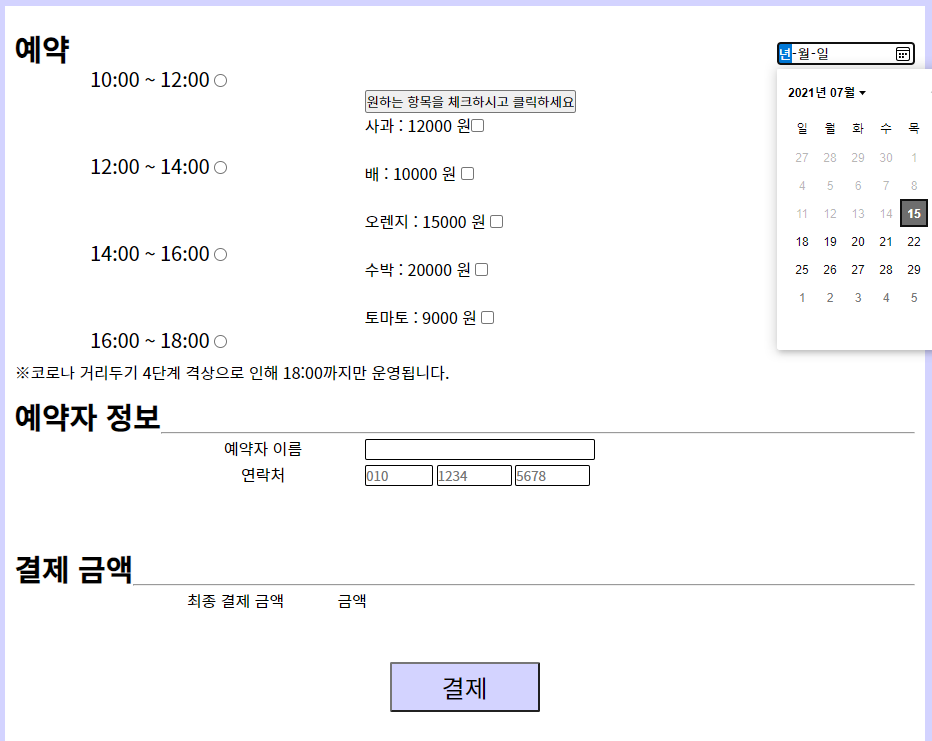 예약
년-월-일
2021년 07월
일 월 화 수 목
27 28 29 30 1
4 5 6 7 8
11 12 13 14 15
18 19 20 21 22
25 26 27 28 29
1 2 3 4 5
10:00 ~ 12:00
원하는 항목을 체크하시고 클릭하세요
사과 : 12000 원
12:00 ~ 14:00
배 : 10000 원
오렌지 : 15000 원
14:00 ~ 16:00
수박 : 20000 원
토마토 : 9000 원
16:00 ~ 18:00
※코로나 거리두기 4단계 격상으로 인해 18:00까지만 운영됩니다.
예약자 정보
예약자 이름
연락처 010 1234 5678
결제 금액
최종 결제 금액 금액
결제